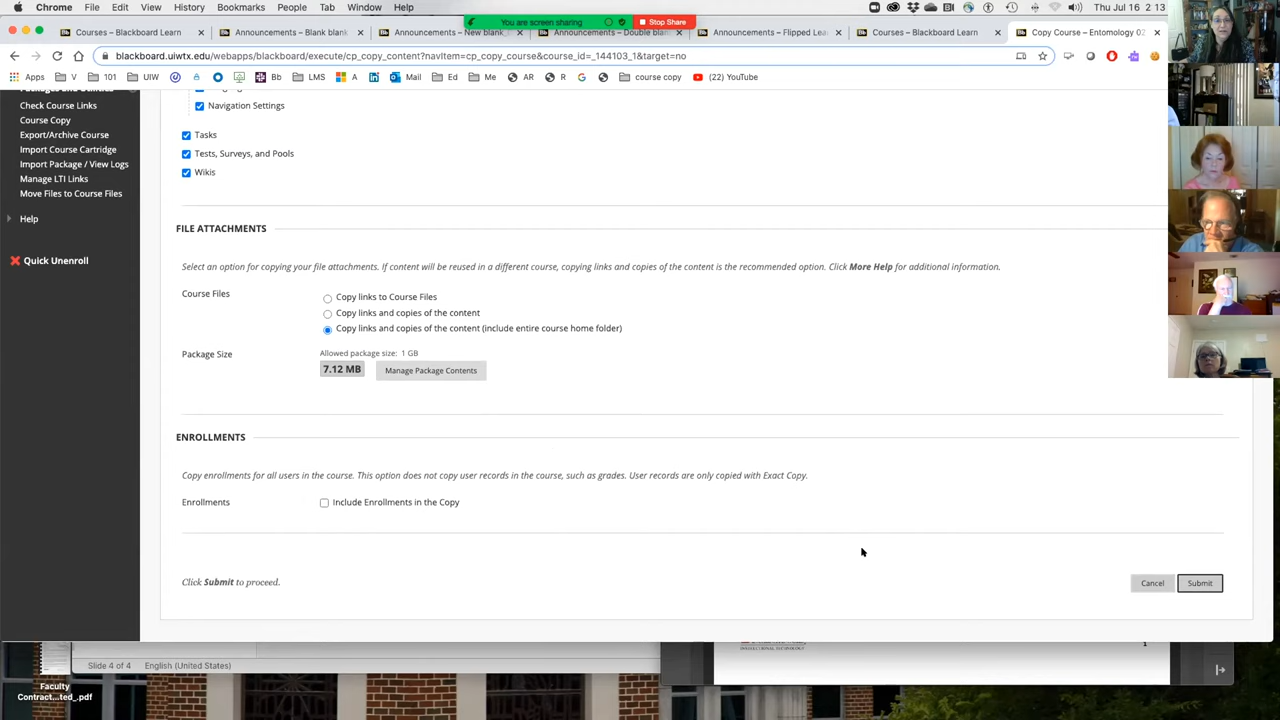 Chrome File Edit View History Bookmarks People Tab Window Help Thu Jul 16 2:13
You are screen sharing Stop Share
Courses – Blackboard Learn Announcements – Blank blank Announcements – New blank Announcements – Double blan Announcements – Flipped Lea Courses – Blackboard Learn Copy Course – Entomology 02
blackboard.uiwtx.edu/webapps/blackboard/execute/cp_copy_content?navItem=cp_copy_course&course_id=_144103_1&target=no
Apps V 101 UIW Bb LMS A Mail Ed Me AR R course copy (22) YouTube
Packages and Utilities
Check Course Links
Course Copy
Export/Archive Course
Import Course Cartridge
Import Package / View Logs
Manage LTI Links
Move Files to Course Files
Help
Quick Unenroll
Navigation Settings
Tasks
Tests, Surveys, and Pools
Wikis
FILE ATTACHMENTS
Select an option for copying your file attachments. If content will be reused in a different course, copying links and copies of the content is the recommended option. Click More Help for additional information.
Course Files
Copy links to Course Files
Copy links and copies of the content
Copy links and copies of the content (include entire course home folder)
Package Size
Allowed package size: 1 GB
7.12 MB Manage Package Contents
ENROLLMENTS
Copy enrollments for all users in the course. This option does not copy user records in the course, such as grades. User records are only copied with Exact Copy.
Enrollments Include Enrollments in the Copy
Click Submit to proceed.
Cancel Submit
Slide 4 of 4 English (United States)
1
Faculty
Contract...ted_.pdf